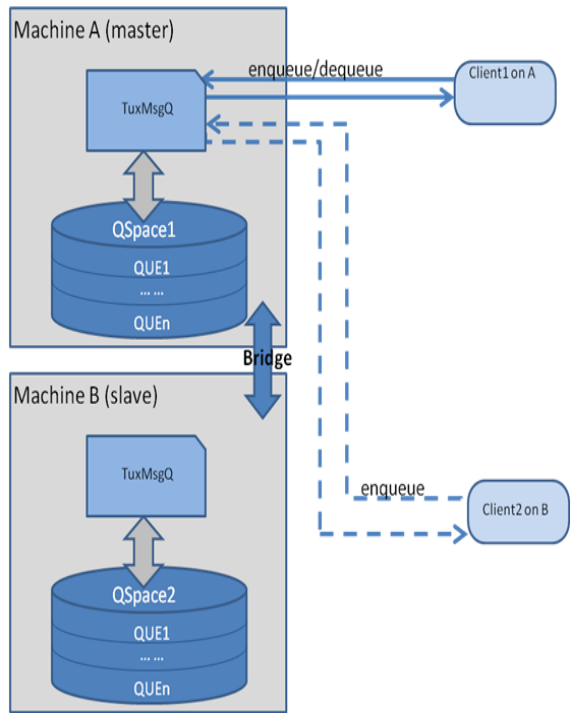 Machine A (master)
enqueue/dequeue
Client1 on A
TuxMsgQ
QSpace1
QUE1
... ...
QUEn
Bridge
Machine B (slave)
TuxMsgQ
enqueue
Client2 on B
QSpace2
QUE1
... ...
QUEn